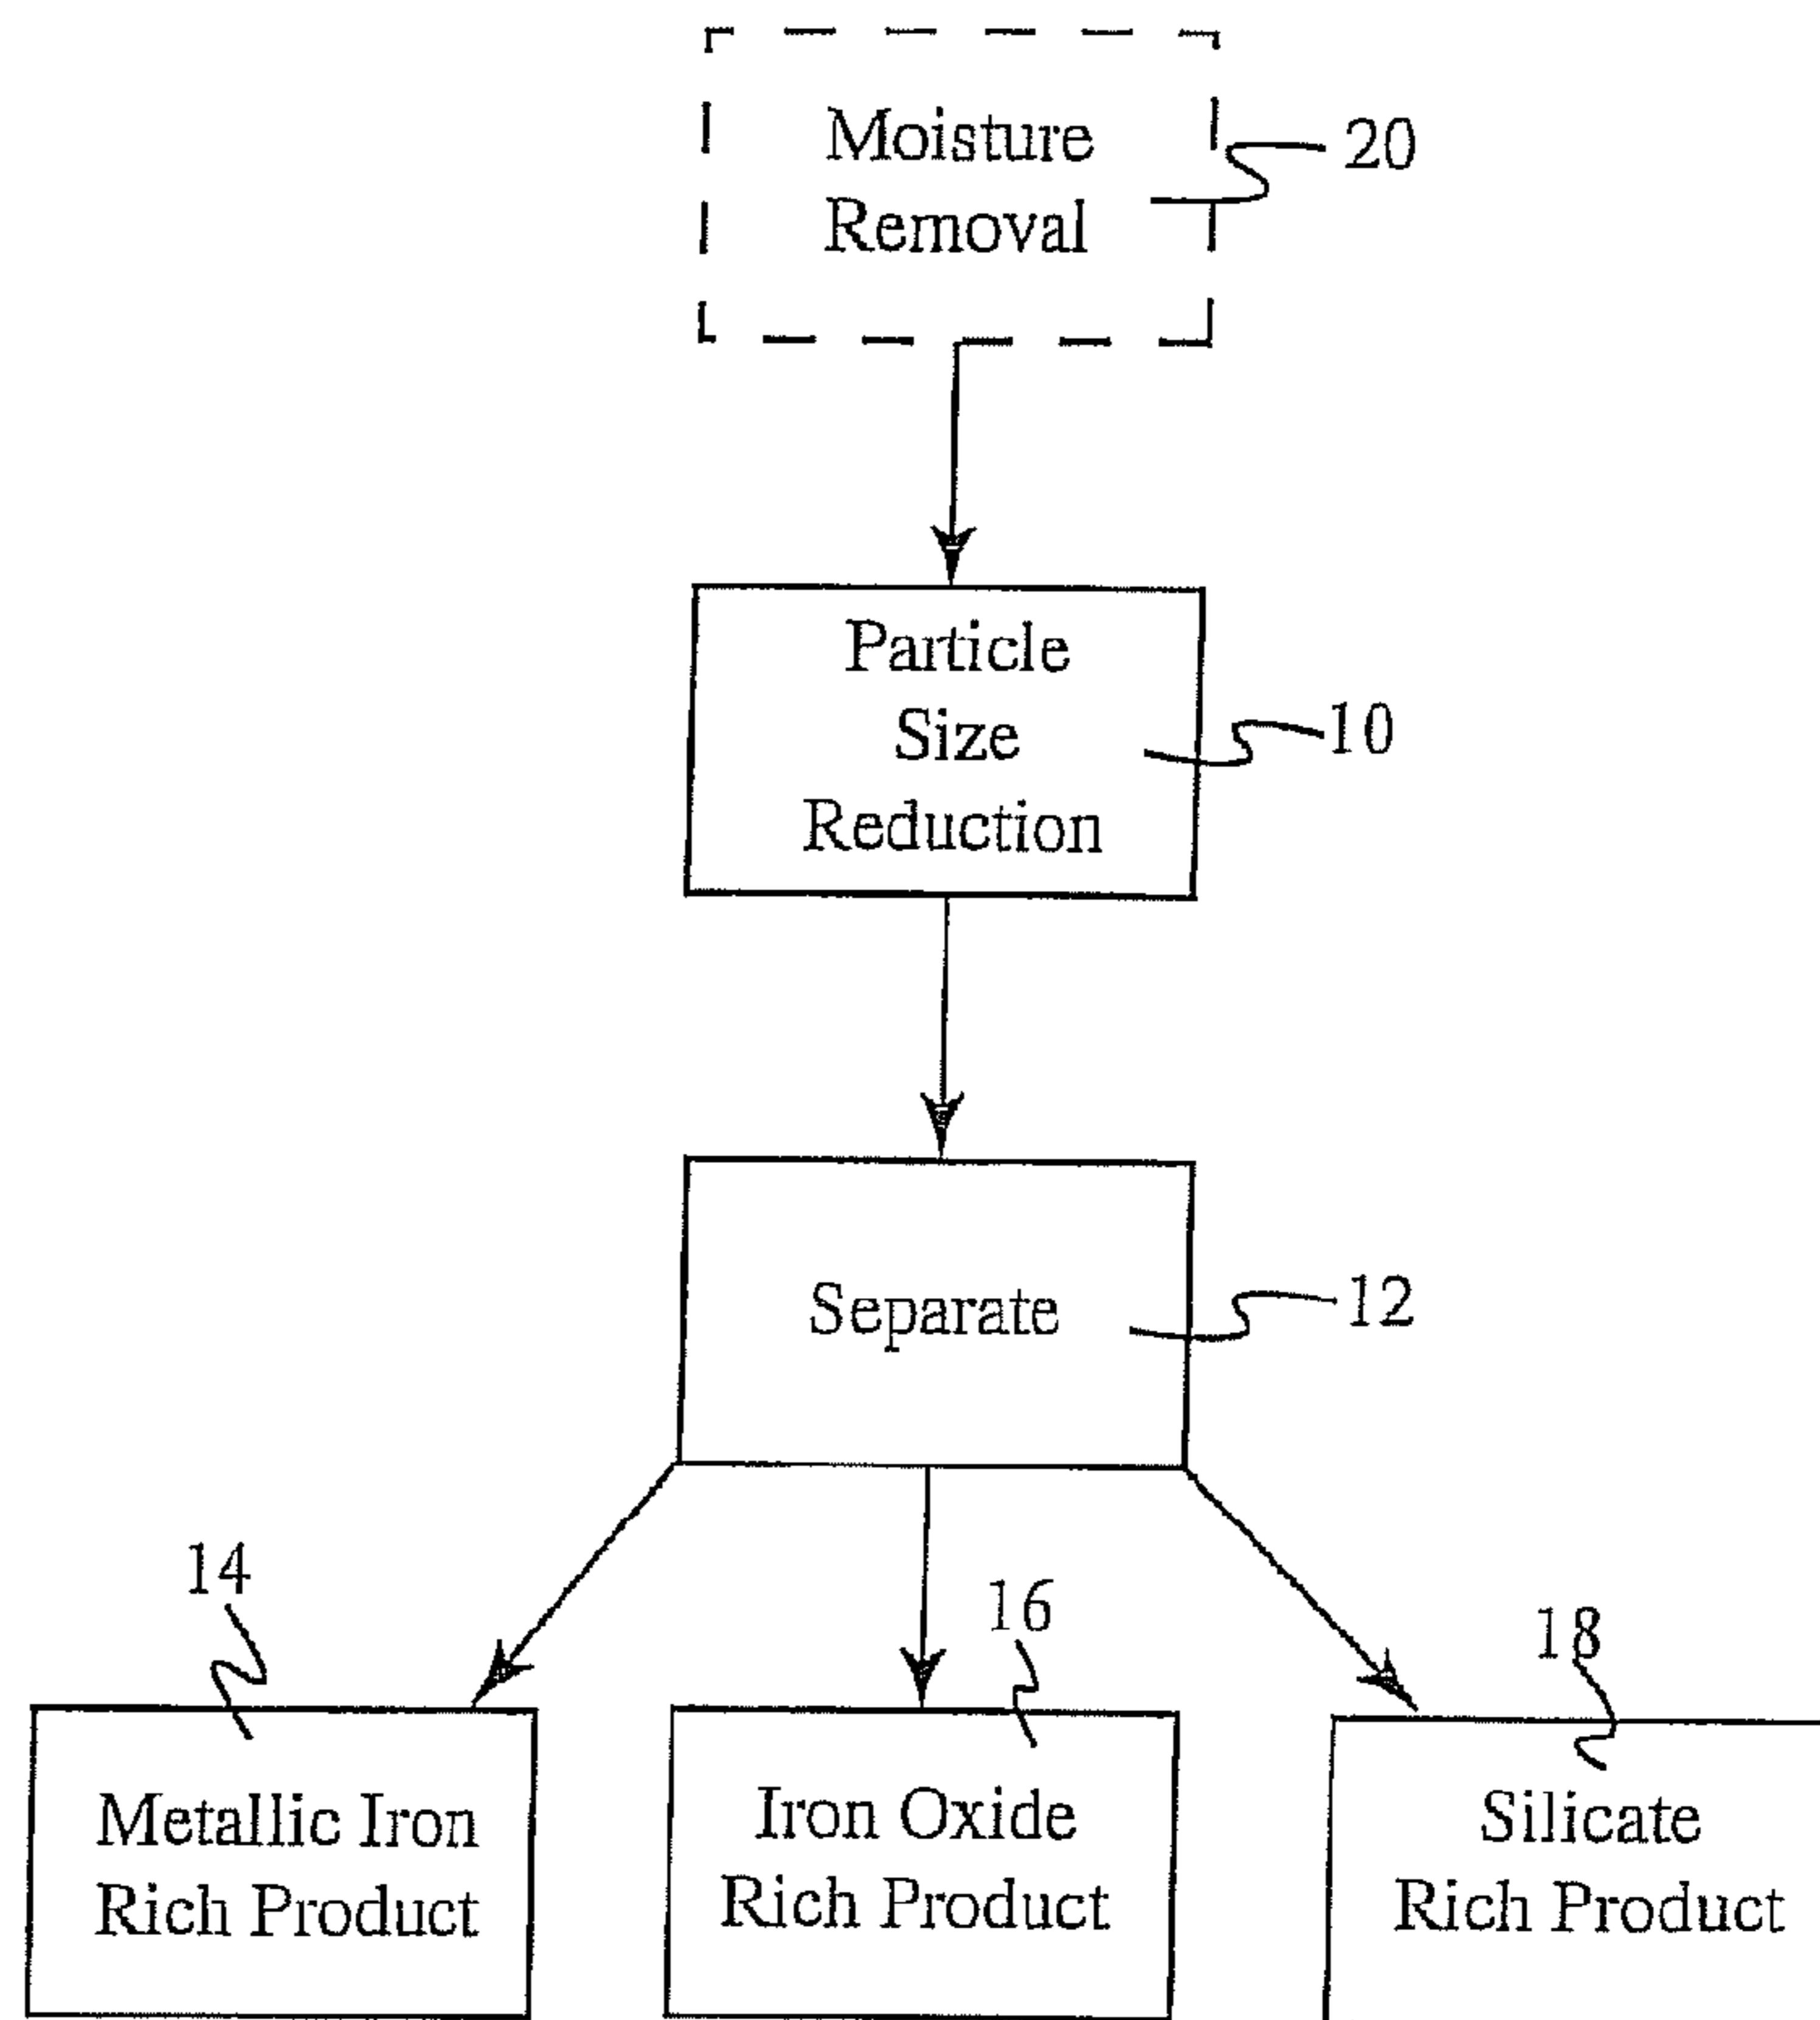 Moisture
Removal
20
Particle
Size
Reduction
10
Separate
12
14
16
18
Metallic Iron
Rich Product
Iron Oxide
Rich Product
Silicate
Rich Product